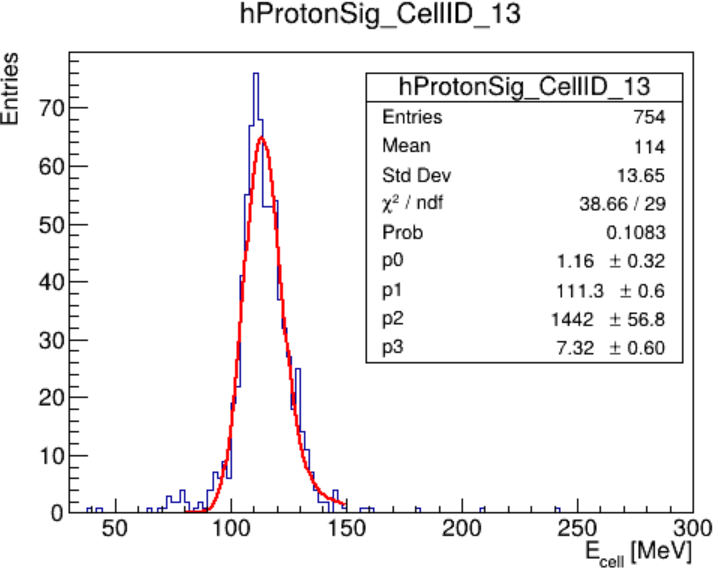 hProtonSig_CellID_13
Entries
70
60
50
40
30
20
10
0
50 100 150 200 250 300
E_cell [MeV]
hProtonSig_CellID_13
Entries 754
Mean 114
Std Dev 13.65
χ² / ndf 38.66 / 29
Prob 0.1083
p0 1.16 ± 0.32
p1 111.3 ± 0.6
p2 1442 ± 56.8
p3 7.32 ± 0.60